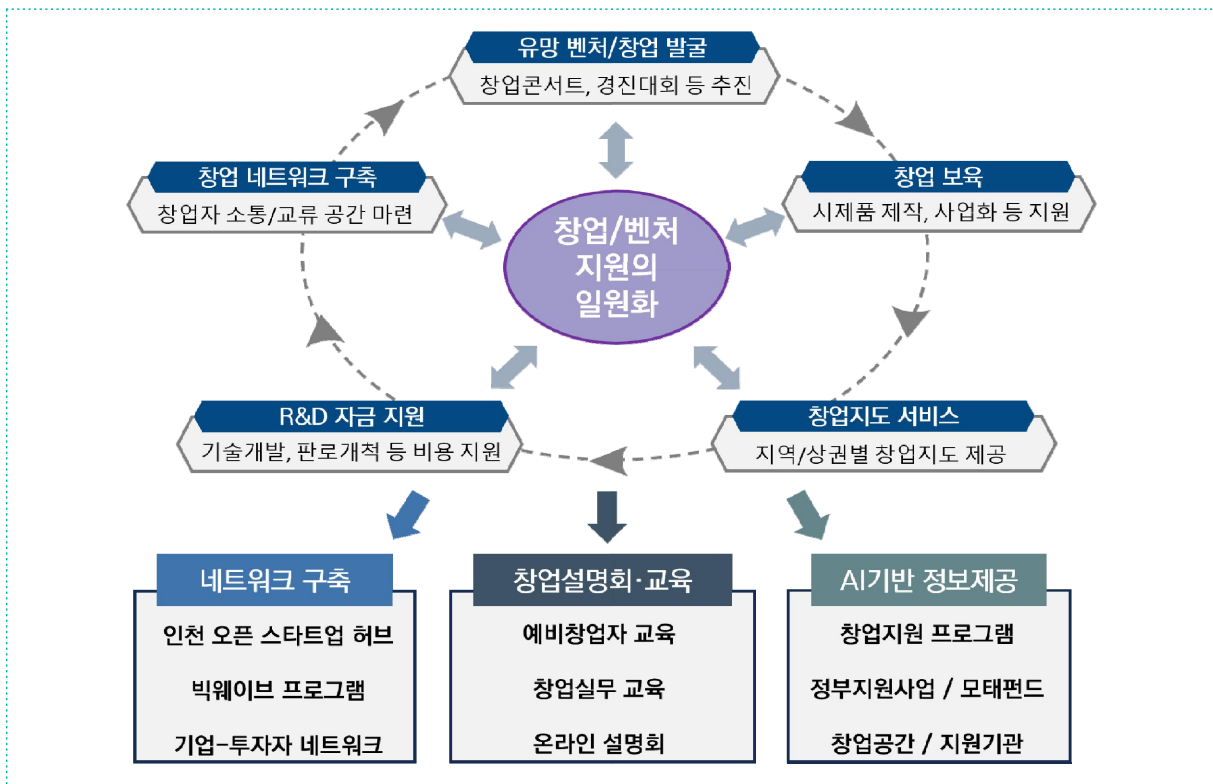 유망 벤처/창업 발굴
창업콘서트, 경진대회 등 추진
창업 네트워크 구축
창업자 소통/교류 공간 마련
창업 보육
시제품 제작, 사업화 등 지원
창업/벤처
지원의
일원화
R&D 자금 지원
기술개발, 판로개척 등 비용 지원
창업지도 서비스
지역/상권별 창업지도 제공
네트워크 구축
인천 오픈 스타트업 허브
빅웨이브 프로그램
기업-투자자 네트워크
창업설명회·교육
예비창업자 교육
창업실무 교육
온라인 설명회
AI기반 정보제공
창업지원 프로그램
정부지원사업 / 모태펀드
창업공간 / 지원기관